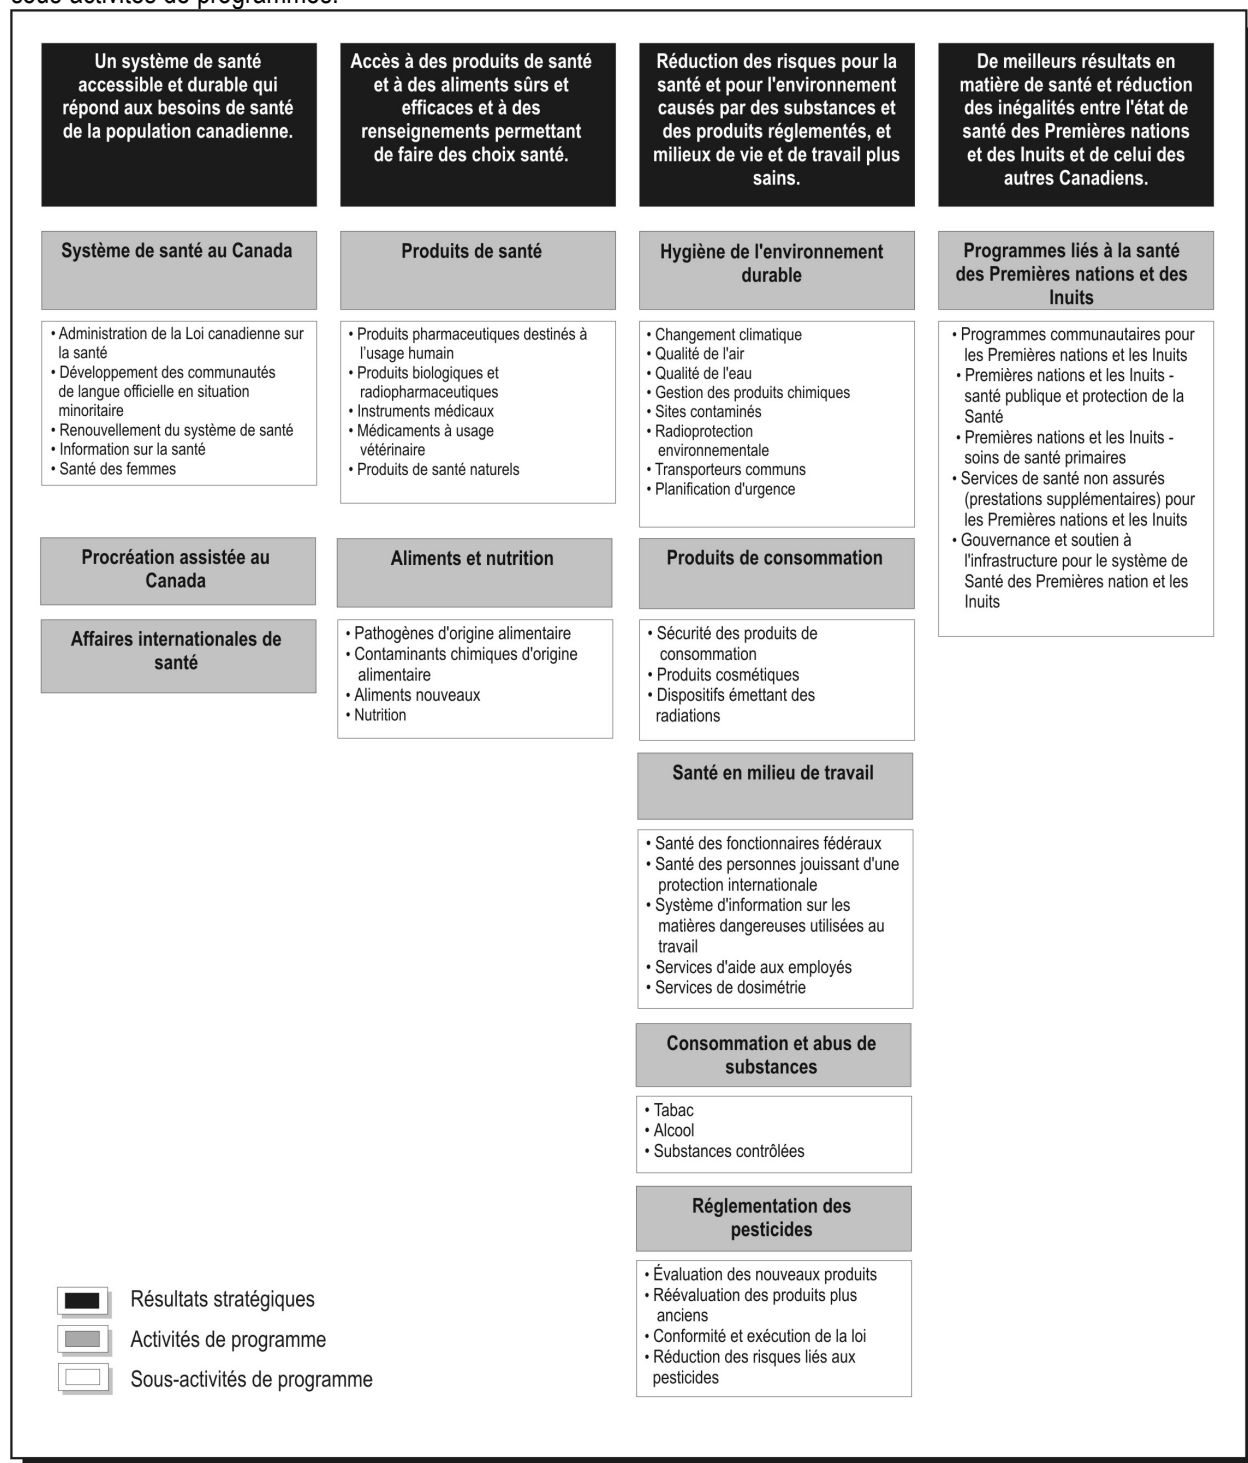 sous-activités de programmes.
Un système de santé
accessible et durable qui
répond aux besoins de santé
de la population canadienne.
Système de santé au Canada
• Administration de la Loi canadienne sur
la santé
• Développement des communautés
de langue officielle en situation
minoritaire
• Renouvellement du système de santé
• Information sur la santé
• Santé des femmes
Procréation assistée au
Canada
Affaires internationales de
santé
Accès à des produits de santé
et à des aliments sûrs et
efficaces et à des
renseignements permettant
de faire des choix santé.
Produits de santé
• Produits pharmaceutiques destinés à
l'usage humain
• Produits biologiques et
radiopharmaceutiques
• Instruments médicaux
• Médicaments à usage
vétérinaire
• Produits de santé naturels
Aliments et nutrition
• Pathogènes d'origine alimentaire
• Contaminants chimiques d'origine
alimentaire
• Aliments nouveaux
• Nutrition
Réduction des risques pour la
santé et pour l'environnement
causés par des substances et
des produits réglementés, et
milieux de vie et de travail plus
sains.
Hygiène de l'environnement
durable
• Changement climatique
• Qualité de l'air
• Qualité de l'eau
• Gestion des produits chimiques
• Sites contaminés
• Radioprotection
environnementale
• Transporteurs communs
• Planification d'urgence
Produits de consommation
• Sécurité des produits de
consommation
• Produits cosmétiques
• Dispositifs émettant des
radiations
Santé en milieu de travail
• Santé des fonctionnaires fédéraux
• Santé des personnes jouissant d'une
protection internationale
• Système d'information sur les
matières dangereuses utilisées au
travail
• Services d'aide aux employés
• Services de dosimétrie
Consommation et abus de
substances
• Tabac
• Alcool
• Substances contrôlées
Réglementation des
pesticides
• Évaluation des nouveaux produits
• Réévaluation des produits plus
anciens
• Conformité et exécution de la loi
• Réduction des risques liés aux
pesticides
De meilleurs résultats en
matière de santé et réduction
des inégalités entre l'état de
santé des Premières nations
et des Inuits et de celui des
autres Canadiens.
Programmes liés à la santé
des Premières nations et des
Inuits
• Programmes communautaires pour
les Premières nations et les Inuits
• Premières nations et les Inuits -
santé publique et protection de la
Santé
• Premières nations et les Inuits -
soins de santé primaires
• Services de santé non assurés
(prestations supplémentaires) pour
les Premières nations et les Inuits
• Gouvernance et soutien à
l'infrastructure pour le système de
Santé des Premières nation et les
Inuits
Résultats stratégiques
Activités de programme
Sous-activités de programme